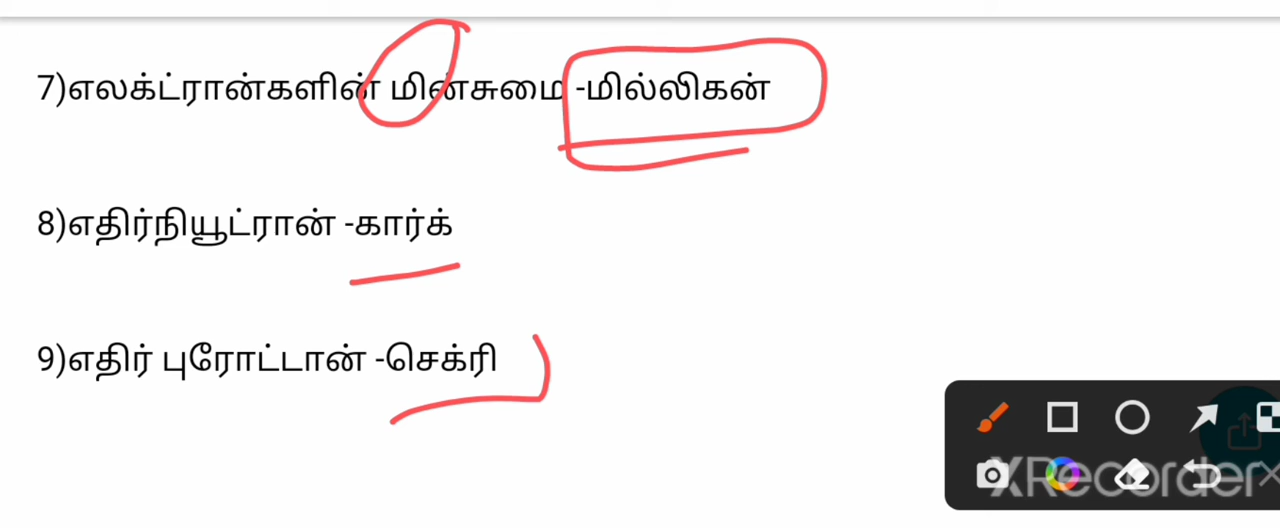 7)எலக்ட்ரான்களின் மின்சுமை -மில்லிகன்
8)எதிர்நியூட்ரான் -கார்க்
9)எதிர் புரோட்டான் -செக்ரி
XRecorder